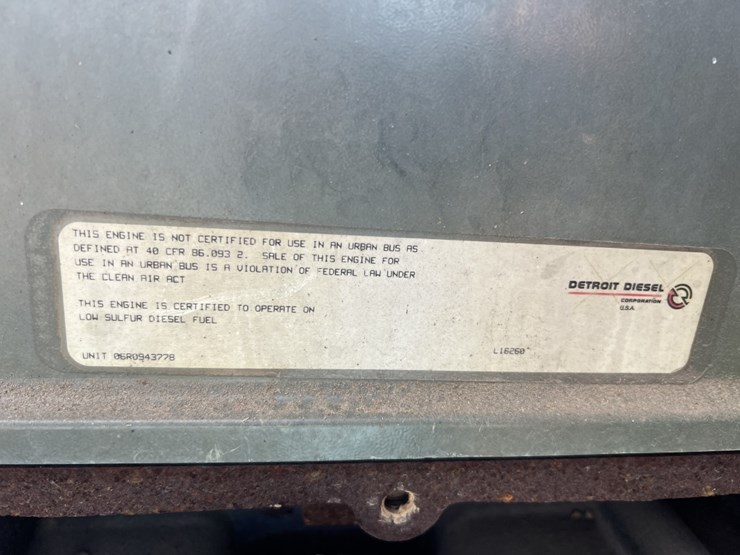 THIS ENGINE IS NOT CERTIFIED FOR USE IN AN URBAN BUS AS
DEFINED AT 40 CFR 86.093 2. SALE OF THIS ENGINE FOR
USE IN AN URBAN BUS IS A VIOLATION OF FEDERAL LAW UNDER
THE CLEAN AIR ACT
THIS ENGINE IS CERTIFIED TO OPERATE ON
LOW SULFUR DIESEL FUEL
UNIT 06R0943778
L16260
DETROIT DIESEL
CORPORATION
U.S.A.